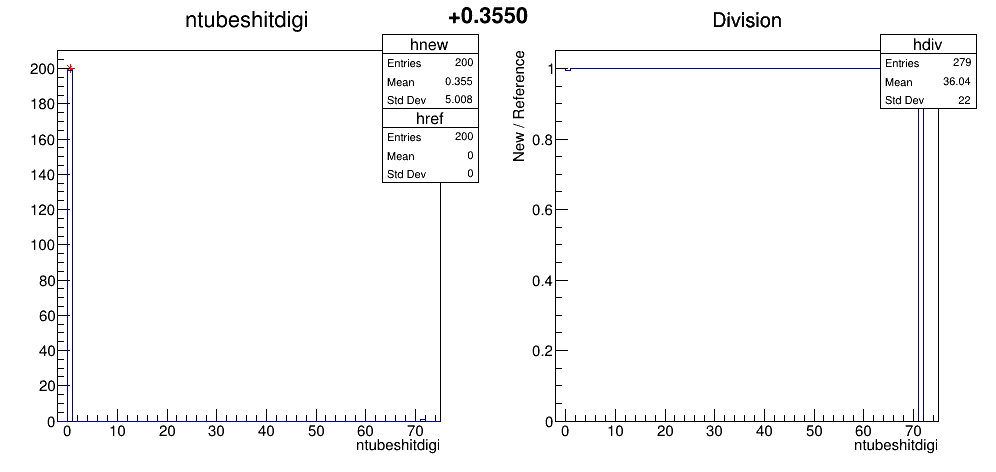 ntubeshitdigi
+0.3550
Division
hnew
Entries 200
Mean 0.355
Std Dev 5.008
href
Entries 200
Mean 0
Std Dev 0
200
180
160
140
120
100
80
60
40
20
0
0 10 20 30 40 50 60 70
ntubeshitdigi
New / Reference
hdiv
Entries 279
Mean 36.04
Std Dev 22
1
0.8
0.6
0.4
0.2
0
0 10 20 30 40 50 60 70
ntubeshitdigi